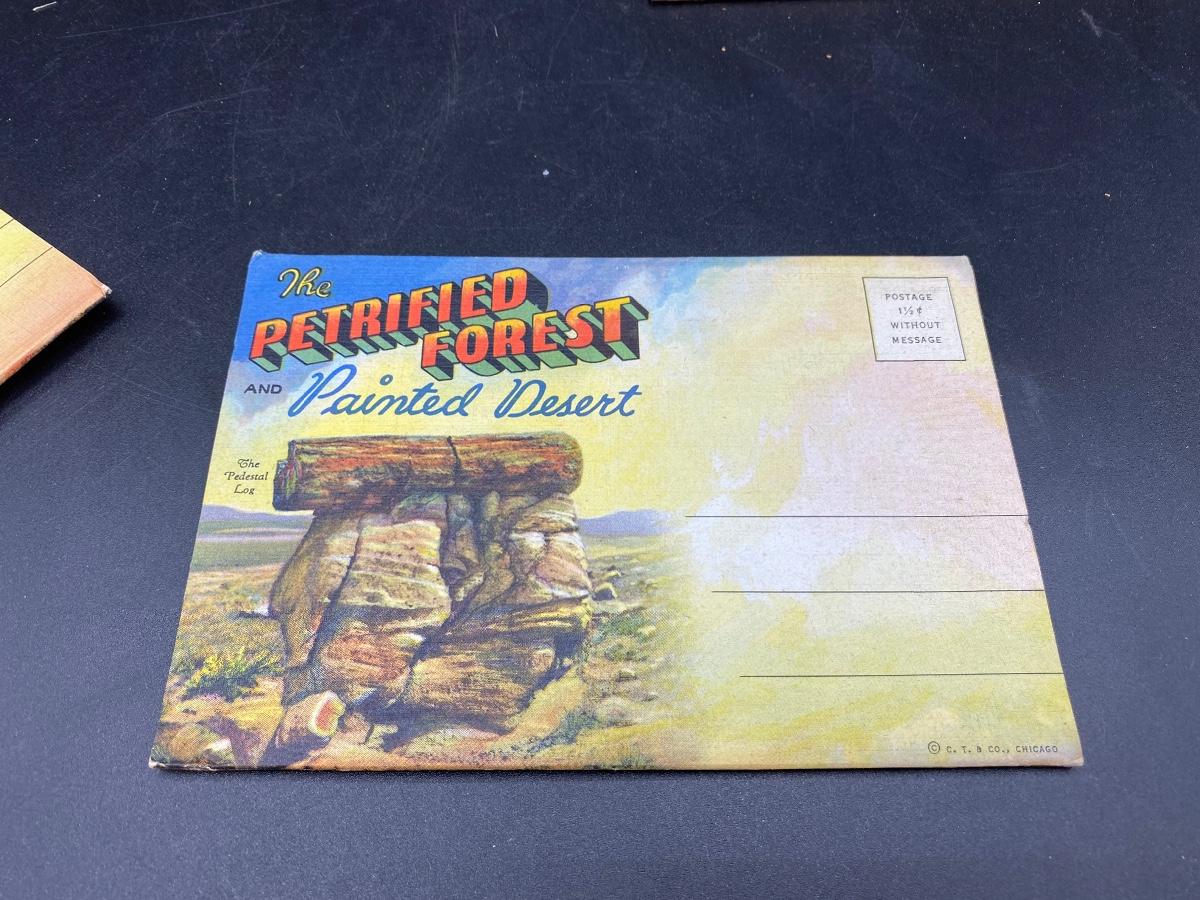 The
PETRIFIED
FOREST
AND Painted Desert
The
Pedestal
Log
POSTAGE
1½ ¢
WITHOUT
MESSAGE
© C. T. & CO., CHICAGO